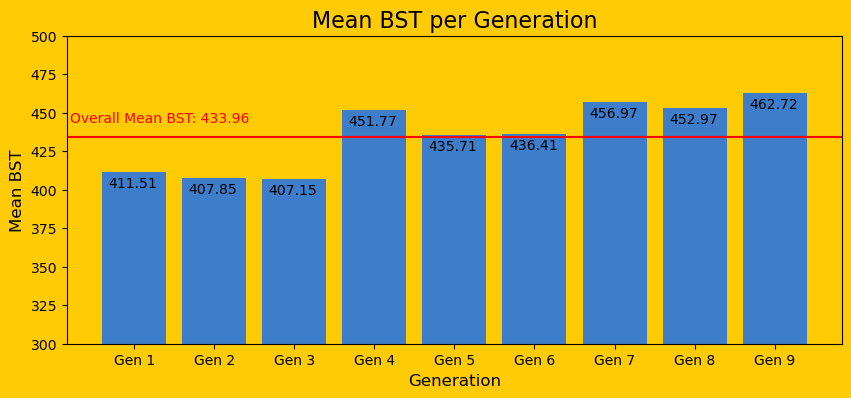 Mean BST per Generation
500
475
450
425
400
375
350
325
300
Mean BST
Overall Mean BST: 433.96
411.51
407.85
407.15
451.77
435.71
436.41
456.97
452.97
462.72
Gen 1
Gen 2
Gen 3
Gen 4
Gen 5
Gen 6
Gen 7
Gen 8
Gen 9
Generation